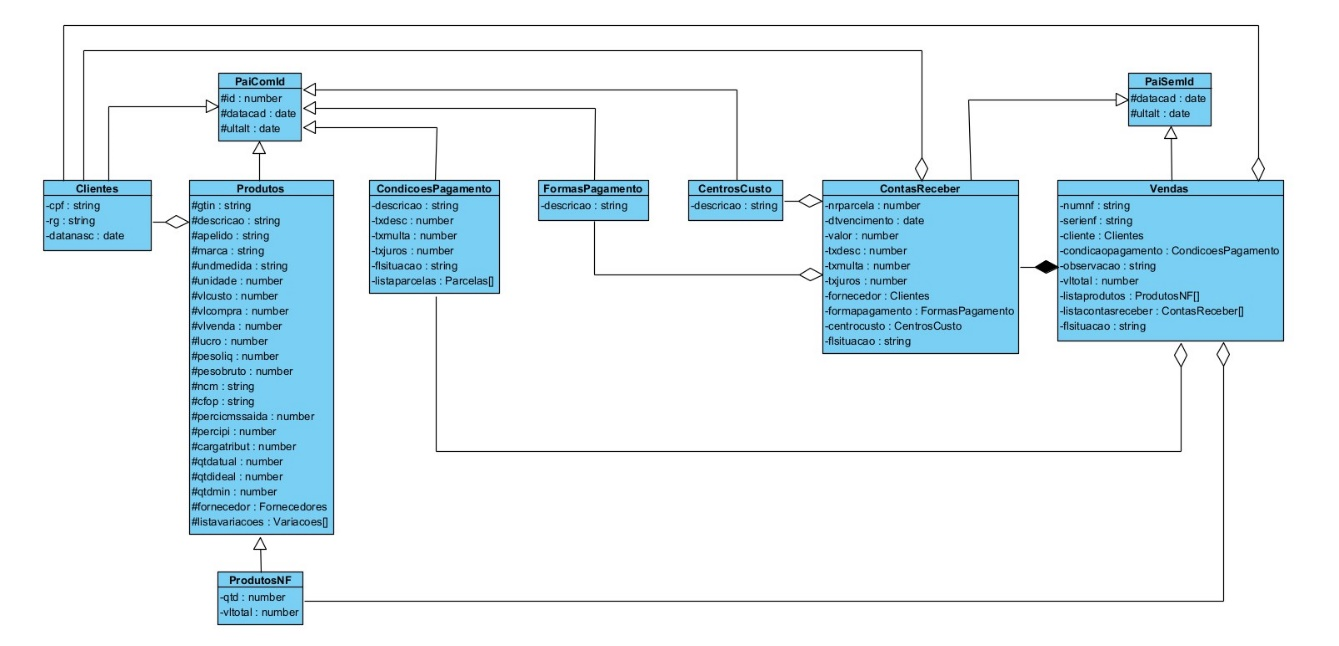 PaiComId
#id : number
#datacad : date
#ultalt : date
PaiSemId
#datacad : date
#ultalt : date
Clientes
-cpf : string
-rg : string
-datanasc : date
Produtos
#gtin : string
#descricao : string
#apelido : string
#marca : string
#undmedida : string
#unidade : number
#vlcusto : number
#vlcompra : number
#vlvenda : number
#lucro : number
#pesoliq : number
#pesobruto : number
#ncm : string
#cfop : string
#percicmssaida : number
#percipi : number
#cargatribut : number
#qtdatual : number
#qtdideal : number
#qtdmin : number
#fornecedor : Fornecedores
#listavariacoes : Variacoes[]
CondicoesPagamento
-descricao : string
-txdesc : number
-txmulta : number
-txjuros : number
-flsituacao : string
-listaparcelas : Parcelas[]
FormasPagamento
-descricao : string
CentrosCusto
-descricao : string
ContasReceber
-nrparcela : number
-dtvencimento : date
-valor : number
-txdesc : number
-txmulta : number
-txjuros : number
-fornecedor : Clientes
-formapagamento : FormasPagamento
-centrocusto : CentrosCusto
-flsituacao : string
Vendas
-numnf : string
-serienf : string
-cliente : Clientes
-condicaopagamento : CondicoesPagamento
-observacao : string
-vltotal : number
-listaprodutos : ProdutosNF[]
-listacontasreceber : ContasReceber[]
-flsituacao : string
ProdutosNF
-qtd : number
-vltotal : number